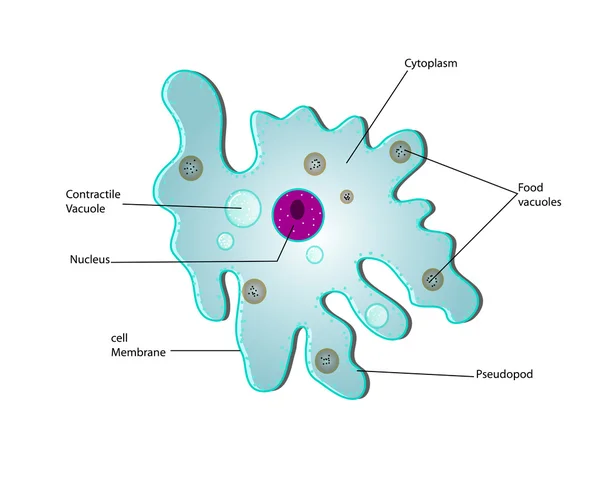 Cytoplasm
Contractile
Vacuole
Food
vacuoles
Nucleus
cell
Membrane
Pseudopod